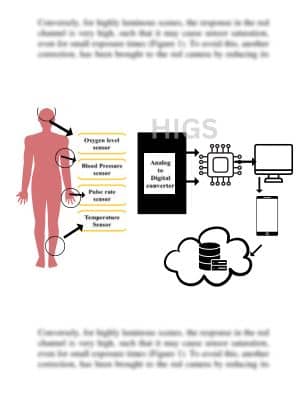 Conversely, for highly luminous scenes, the response in the red
channel is very high, such that it may cause sensor saturation,
even for small exposure times (Figure 1). To avoid this, another
correction, has been brought to the red camera by reducing its
HIGS
Oxygen level
sensor
Blood Pressure
sensor
Pulse rate
sensor
Temperature
Sensor
Analog
to
Digital
converter
Conversely, for highly luminous scenes, the response in the red
channel is very high, such that it may cause sensor saturation,
even for small exposure times (Figure 1). To avoid this, another
correction, has been brought to the red camera by reducing its